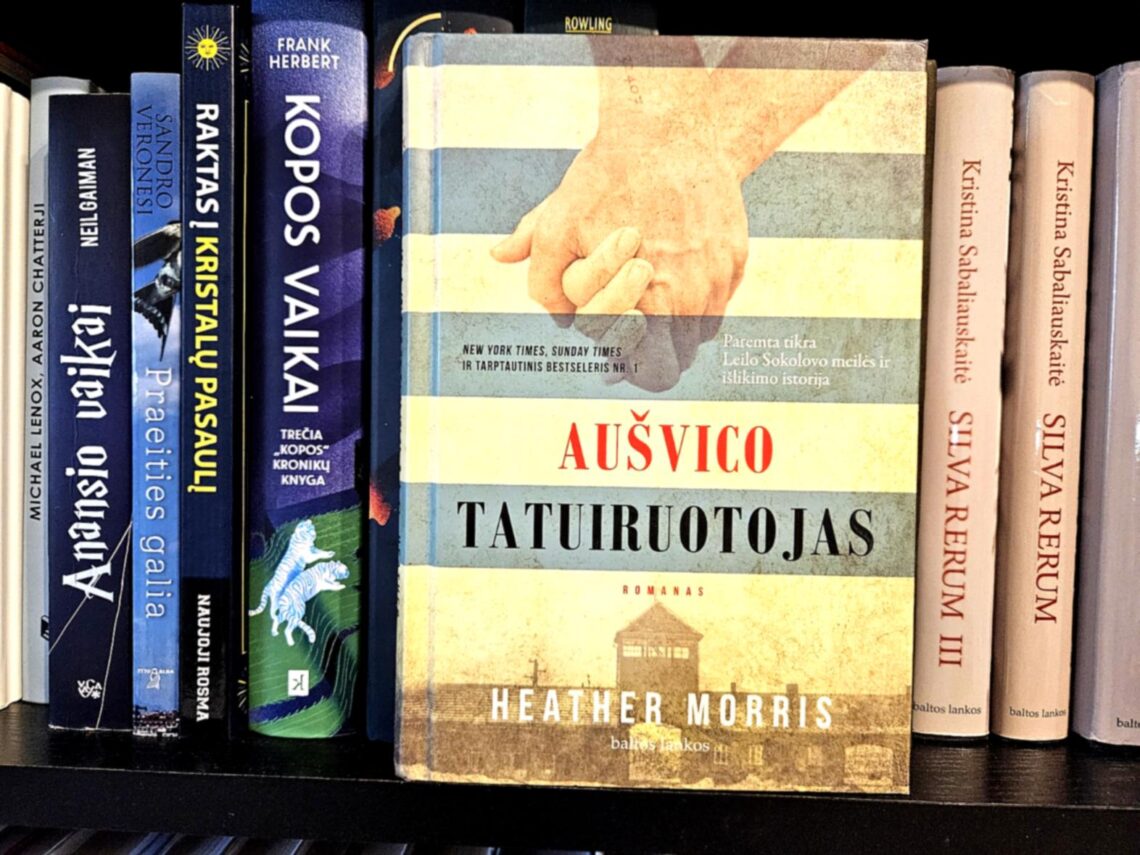 MICHAEL LENOX, AARON CHATTERJI
NEIL GAIMAN
Anansio vaikai
SANDRO
VERONESI
Praeities galia
TYTO ALBA
RAKTAS Į KRISTALŲ PASAULĮ
NAUJOJI ROSMA
FRANK
HERBERT
KOPOS VAIKAI
TREČIA
„KOPOS“
KRONIKŲ
KNYGA
ROWLING
NEW YORK TIMES, SUNDAY TIMES
IR TARPTAUTINIS BESTSELERIS NR. 1
Paremta tikra
Leilo Sokolovo meilės ir
išlikimo istorija
AUŠVICO
TATUIRUOTOJAS
ROMANAS
HEATHER MORRIS
baltos lankos
Kristina Sabaliauskaitė
SILVA RERUM III
baltos lankos
Kristina Sabaliauskaitė
SILVA RERUM
baltos lankos